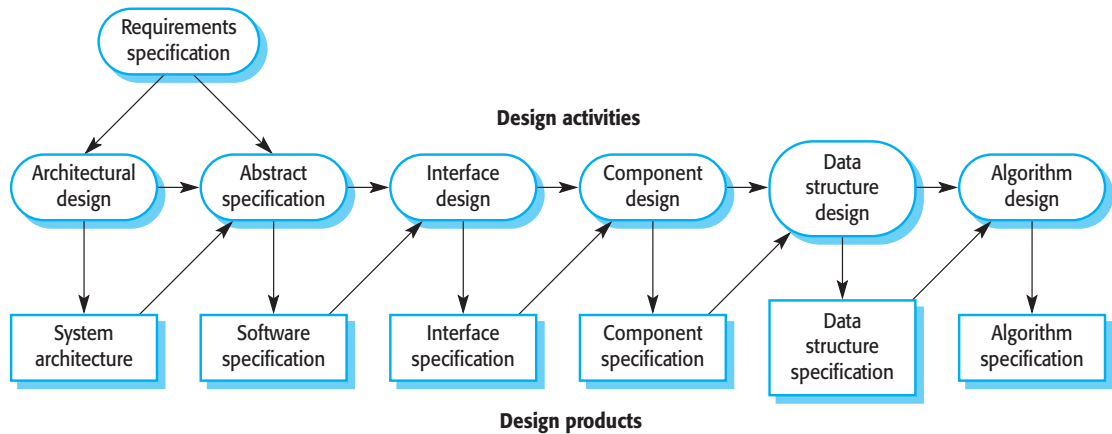 Requirements
specification
Design activities
Architectural
design
Abstract
specification
Interface
design
Component
design
Data
structure
design
Algorithm
design
System
architecture
Software
specification
Interface
specification
Component
specification
Data
structure
specification
Algorithm
specification
Design products